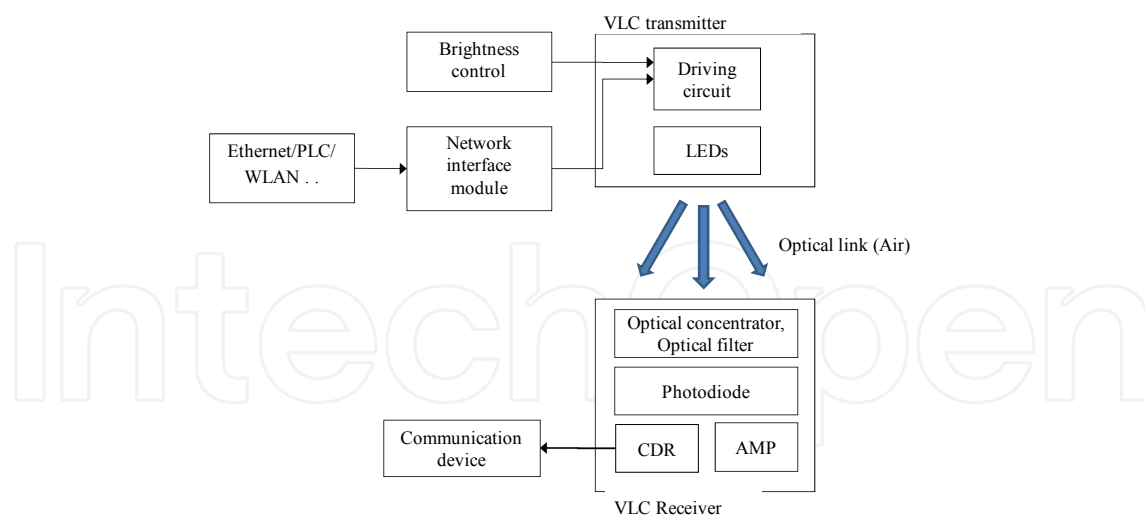 VLC transmitter
Brightness
control
Driving
circuit
Ethernet/PLC/
WLAN . .
Network
interface
module
LEDs
Optical link (Air)
IntechOpen
Optical concentrator,
Optical filter
Photodiode
Communication
device
CDR
AMP
VLC Receiver